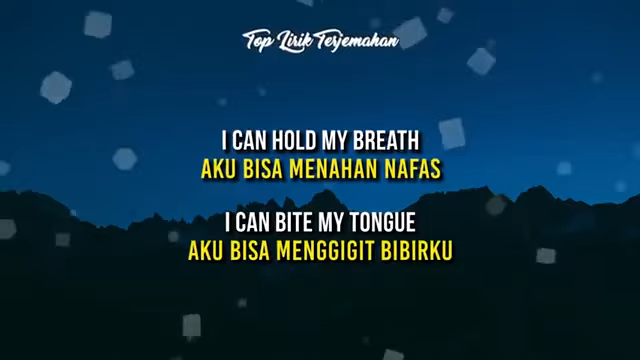 Top Lirik Terjemahan
I CAN HOLD MY BREATH
AKU BISA MENAHAN NAFAS
I CAN BITE MY TONGUE
AKU BISA MENGGIGIT BIBIRKU